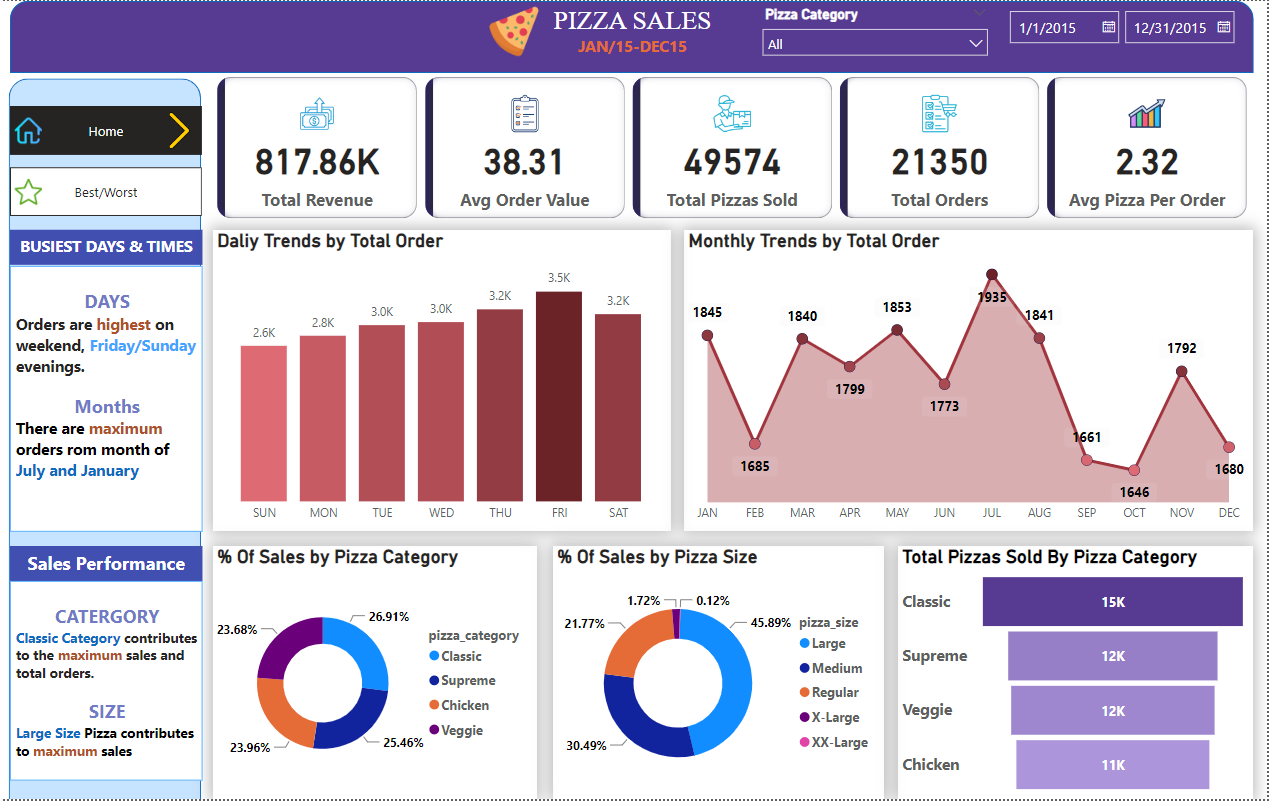 PIZZA SALES
JAN/15-DEC15
Pizza Category
All
1/1/2015
12/31/2015
Home
Best/Worst
817.86K
Total Revenue
38.31
Avg Order Value
49574
Total Pizzas Sold
21350
Total Orders
2.32
Avg Pizza Per Order
BUSIEST DAYS & TIMES
DAYS
Orders are highest on
weekend, Friday/Sunday
evenings.
Months
There are maximum
orders rom month of
July and January
Daliy Trends by Total Order
2.6K
2.8K
3.0K
3.0K
3.2K
3.5K
3.2K
SUN
MON
TUE
WED
THU
FRI
SAT
Monthly Trends by Total Order
1845
1685
1840
1799
1853
1773
1935
1841
1661
1646
1792
1680
JAN
FEB
MAR
APR
MAY
JUN
JUL
AUG
SEP
OCT
NOV
DEC
Sales Performance
CATERGORY
Classic Category contributes
to the maximum sales and
total orders.
SIZE
Large Size Pizza contributes
to maximum sales
% Of Sales by Pizza Category
26.91%
25.46%
23.96%
23.68%
pizza_category
Classic
Supreme
Chicken
Veggie
% Of Sales by Pizza Size
1.72%
0.12%
45.89%
30.49%
21.77%
pizza_size
Large
Medium
Regular
X-Large
XX-Large
Total Pizzas Sold By Pizza Category
Classic
15K
Supreme
12K
Veggie
12K
Chicken
11K